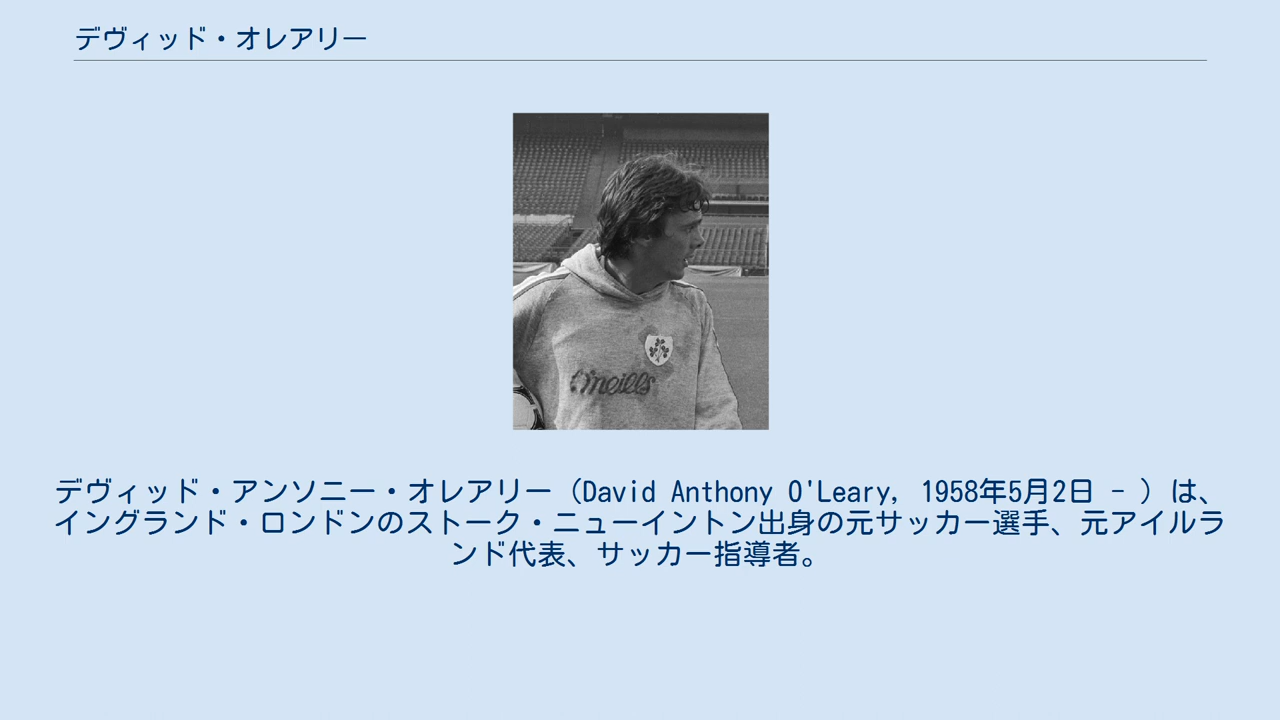 デヴィッド・オレアリー
O'neills
デヴィッド・アンソニー・オレアリー（David Anthony O'Leary, 1958年5月2日 - ）は、
イングランド・ロンドンのストーク・ニューイントン出身の元サッカー選手、元アイルラ
ンド代表、サッカー指導者。